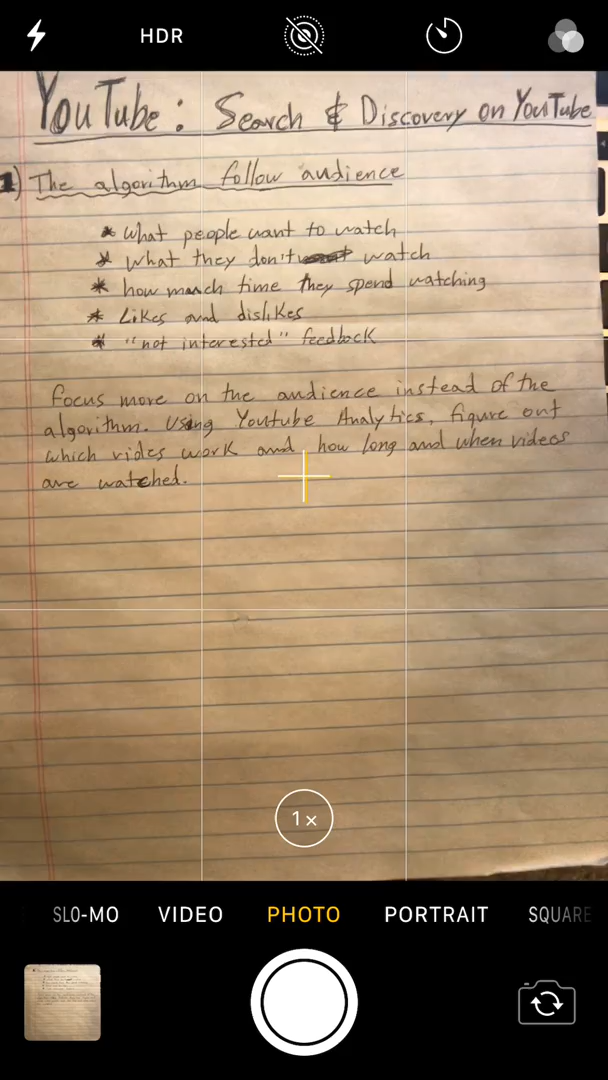 HDR
YouTube: Search & Discovery on YouTube
1) The algorithm follow audience
* what people want to watch
* what they don't watch
* how much time they spend watching
* Likes and dislikes
* "not interested" feedback
focus more on the audience instead of the
algorithm. Using Youtube Analytics, figure out
which vides work and how long and when videos
are watched.
1×
SLO-MO VIDEO PHOTO PORTRAIT SQUARE